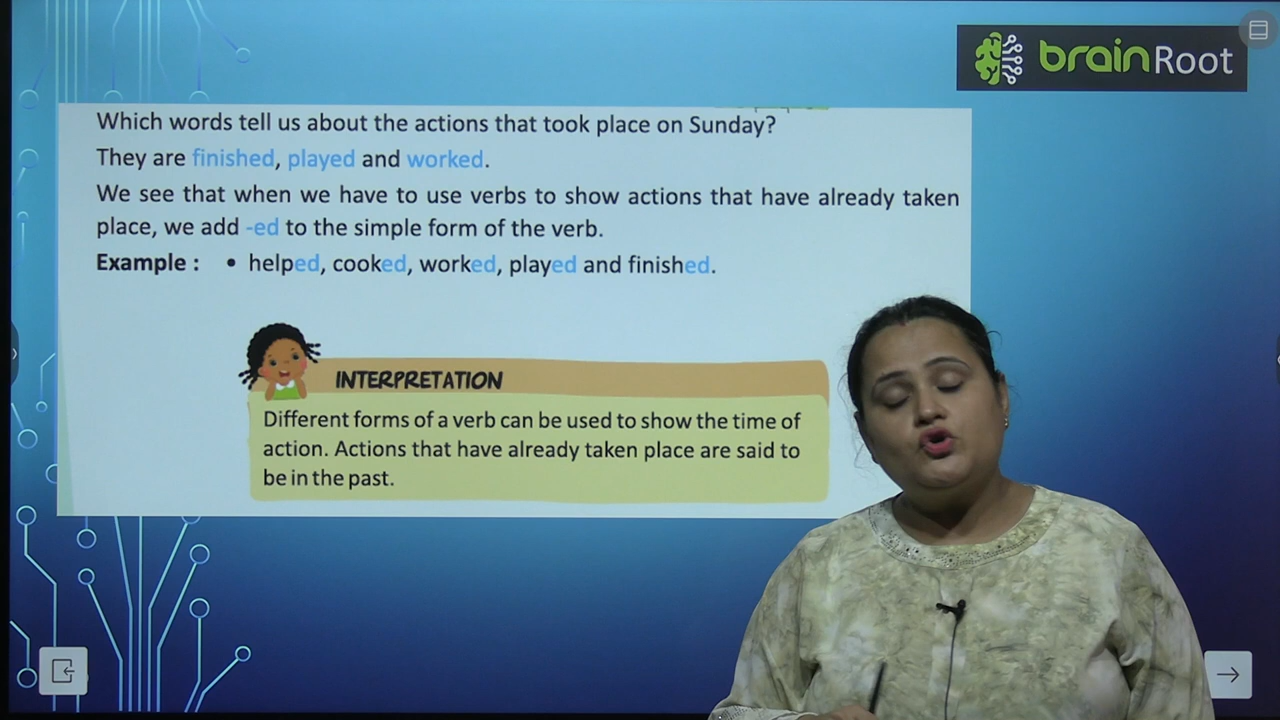 brainRoot
Which words tell us about the actions that took place on Sunday?
They are finished, played and worked.
We see that when we have to use verbs to show actions that have already taken
place, we add -ed to the simple form of the verb.
Example : • helped, cooked, worked, played and finished.
INTERPRETATION
Different forms of a verb can be used to show the time of
action. Actions that have already taken place are said to
be in the past.